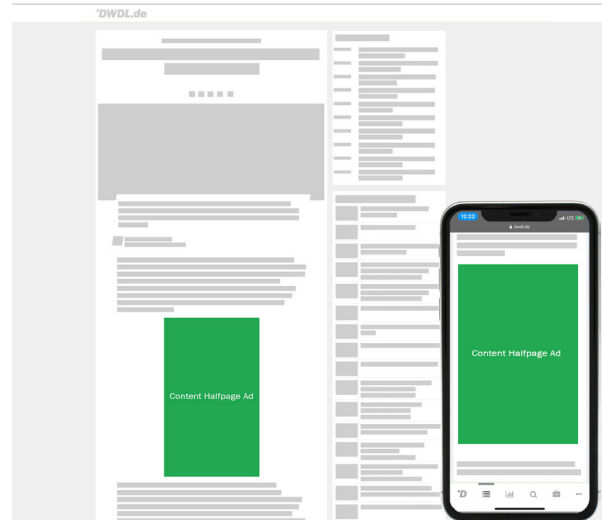 DWDL.de
12:23
LTE
dwdl.de
Content Halfpage Ad
Content Halfpage Ad
D